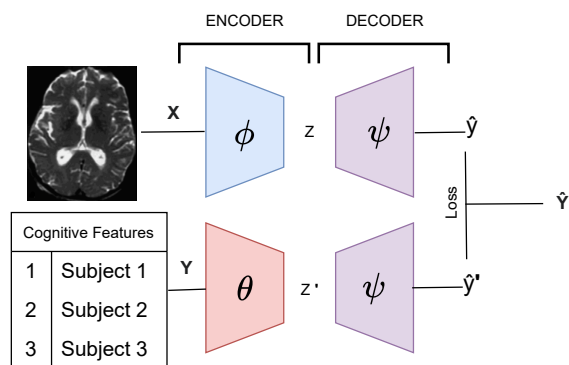 ENCODER DECODER
X ϕ z ψ ŷ
Loss
Ŷ
Cognitive Features
1 Subject 1
2 Subject 2
3 Subject 3
Y θ z' ψ ŷ'